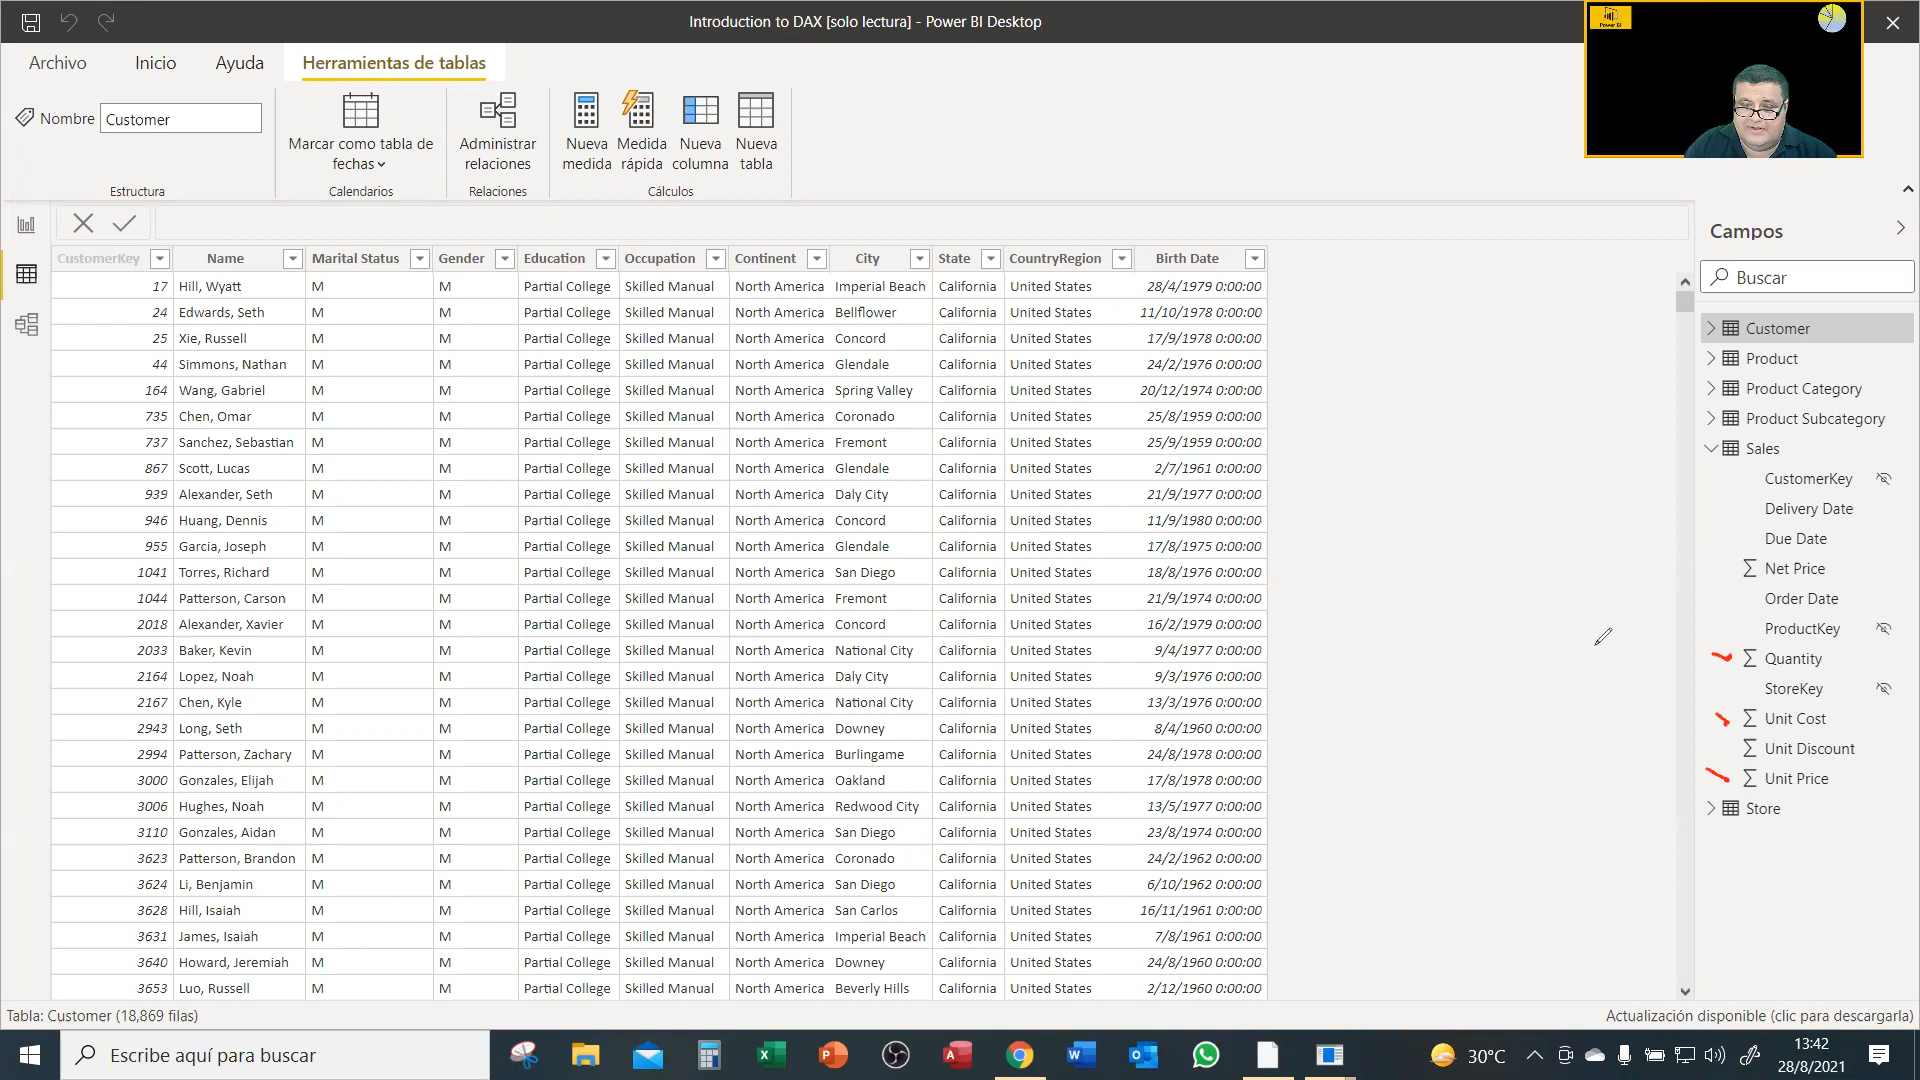 Introduction to DAX [solo lectura] - Power BI Desktop
Power BI
Archivo Inicio Ayuda Herramientas de tablas
Nombre Customer
Marcar como tabla de fechas
Administrar relaciones
Nueva medida
Medida rápida
Nueva columna
Nueva tabla
Estructura Calendarios Relaciones Cálculos
CustomerKey Name Marital Status Gender Education Occupation Continent City State CountryRegion Birth Date
17 Hill, Wyatt M M Partial College Skilled Manual North America Imperial Beach California United States 28/4/1979 0:00:00
24 Edwards, Seth M M Partial College Skilled Manual North America Bellflower California United States 11/10/1978 0:00:00
25 Xie, Russell M M Partial College Skilled Manual North America Concord California United States 17/9/1978 0:00:00
44 Simmons, Nathan M M Partial College Skilled Manual North America Glendale California United States 24/2/1976 0:00:00
164 Wang, Gabriel M M Partial College Skilled Manual North America Spring Valley California United States 20/12/1974 0:00:00
735 Chen, Omar M M Partial College Skilled Manual North America Coronado California United States 25/8/1959 0:00:00
737 Sanchez, Sebastian M M Partial College Skilled Manual North America Fremont California United States 25/9/1959 0:00:00
867 Scott, Lucas M M Partial College Skilled Manual North America Glendale California United States 2/7/1961 0:00:00
939 Alexander, Seth M M Partial College Skilled Manual North America Daly City California United States 21/9/1977 0:00:00
946 Huang, Dennis M M Partial College Skilled Manual North America Concord California United States 11/9/1980 0:00:00
955 Garcia, Joseph M M Partial College Skilled Manual North America Glendale California United States 17/8/1975 0:00:00
1041 Torres, Richard M M Partial College Skilled Manual North America San Diego California United States 18/8/1976 0:00:00
1044 Patterson, Carson M M Partial College Skilled Manual North America Fremont California United States 21/9/1974 0:00:00
2018 Alexander, Xavier M M Partial College Skilled Manual North America Concord California United States 16/2/1979 0:00:00
2033 Baker, Kevin M M Partial College Skilled Manual North America National City California United States 9/4/1977 0:00:00
2164 Lopez, Noah M M Partial College Skilled Manual North America Daly City California United States 9/3/1976 0:00:00
2167 Chen, Kyle M M Partial College Skilled Manual North America National City California United States 13/3/1976 0:00:00
2943 Long, Seth M M Partial College Skilled Manual North America Downey California United States 8/4/1960 0:00:00
2994 Patterson, Zachary M M Partial College Skilled Manual North America Burlingame California United States 24/8/1978 0:00:00
3000 Gonzales, Elijah M M Partial College Skilled Manual North America Oakland California United States 17/8/1978 0:00:00
3006 Hughes, Noah M M Partial College Skilled Manual North America Redwood City California United States 13/5/1977 0:00:00
3110 Gonzales, Aidan M M Partial College Skilled Manual North America San Diego California United States 23/8/1974 0:00:00
3623 Patterson, Brandon M M Partial College Skilled Manual North America Coronado California United States 24/2/1962 0:00:00
3624 Li, Benjamin M M Partial College Skilled Manual North America San Diego California United States 6/10/1962 0:00:00
3628 Hill, Isaiah M M Partial College Skilled Manual North America San Carlos California United States 16/11/1961 0:00:00
3631 James, Isaiah M M Partial College Skilled Manual North America Imperial Beach California United States 7/8/1961 0:00:00
3640 Howard, Jeremiah M M Partial College Skilled Manual North America Downey California United States 24/8/1960 0:00:00
3653 Luo, Russell M M Partial College Skilled Manual North America Beverly Hills California United States 2/12/1960 0:00:00
Campos
Buscar
Customer
Product
Product Category
Product Subcategory
Sales
CustomerKey
Delivery Date
Due Date
∑ Net Price
Order Date
ProductKey
∑ Quantity
StoreKey
∑ Unit Cost
∑ Unit Discount
∑ Unit Price
Store
Tabla: Customer (18,869 filas)
Actualización disponible (clic para descargarla)
Escribe aquí para buscar
30°C
13:42
28/8/2021